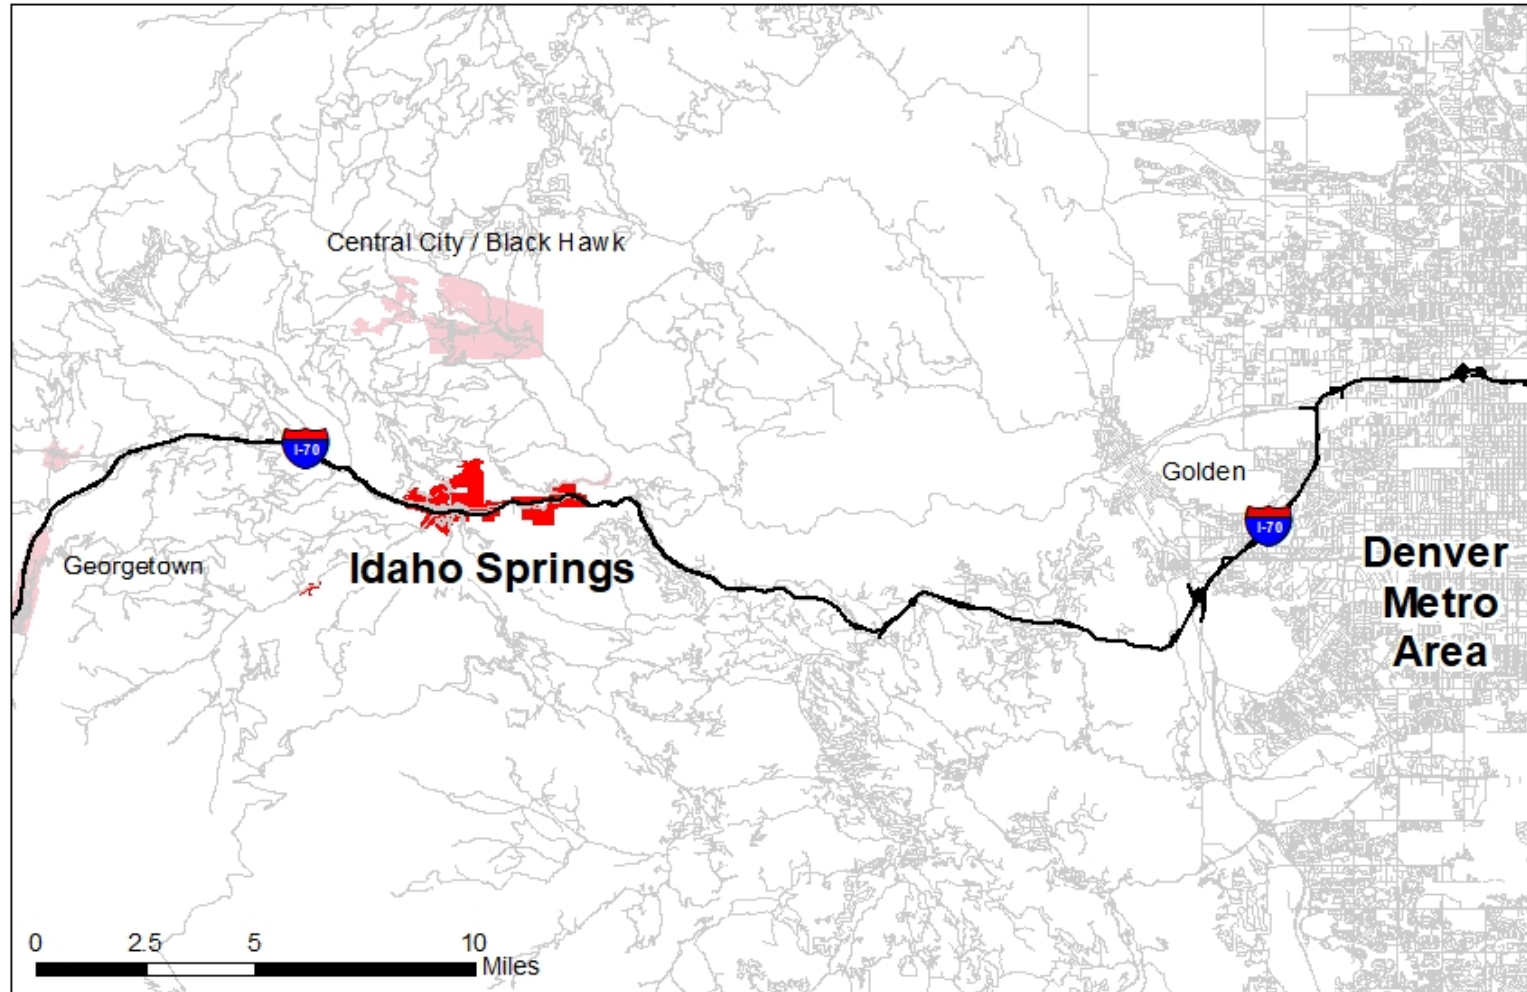 Central City / Black Hawk
I-70
Golden
I-70
Georgetown
Idaho Springs
Denver
Metro
Area
0 2.5 5 10
Miles